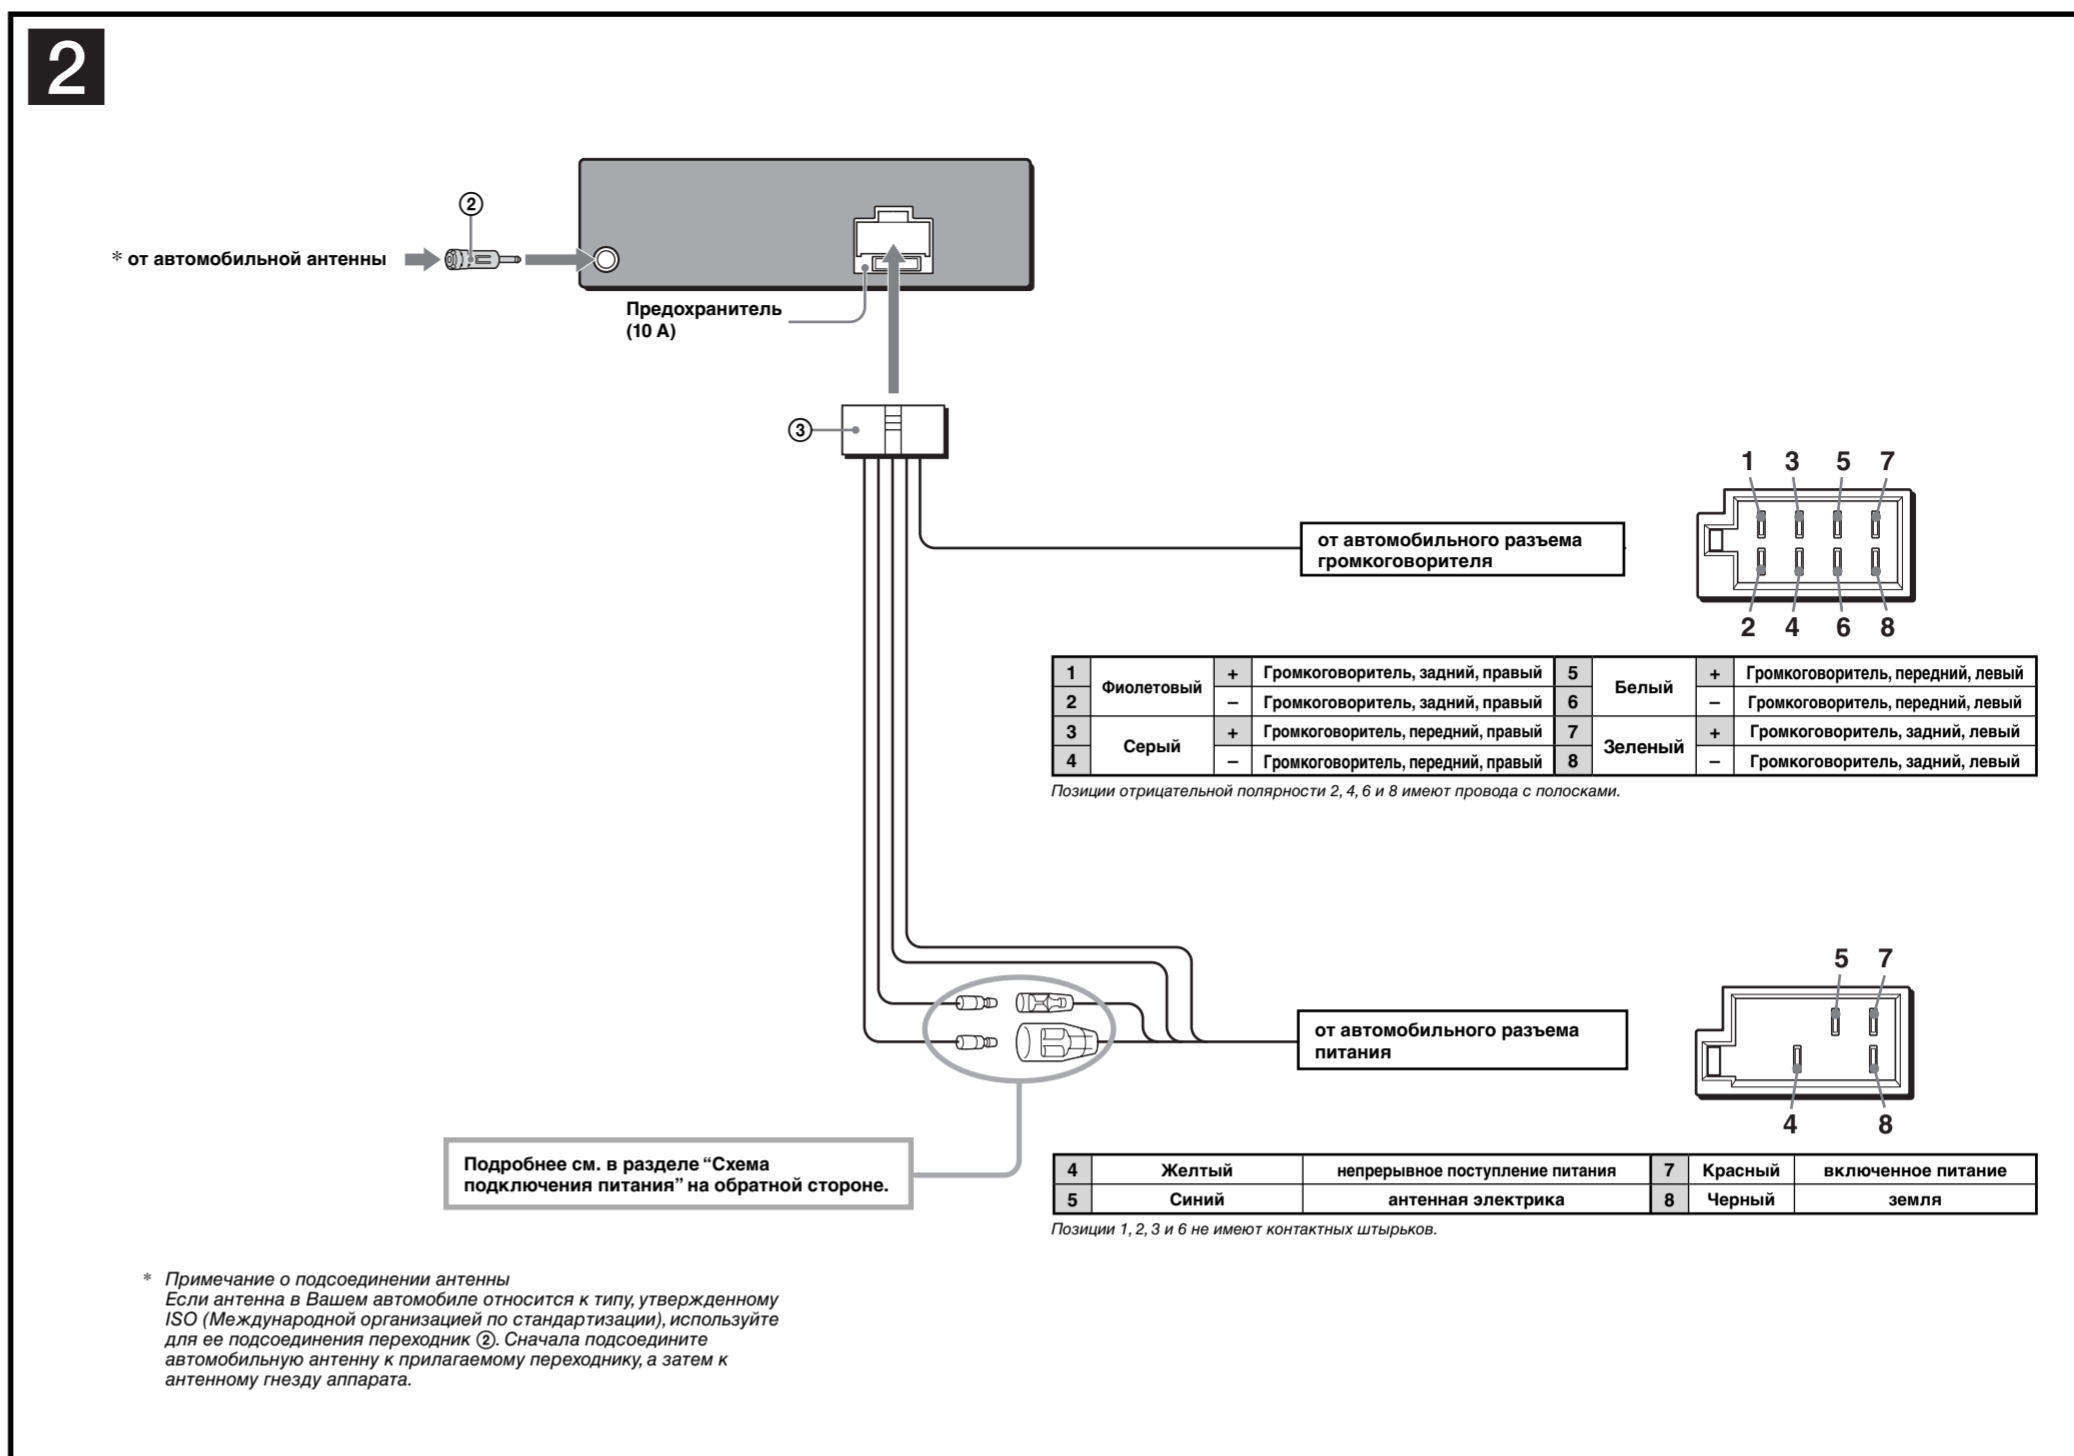 2
②
* от автомобильной антенны
Предохранитель
(10 A)
③
1 3 5 7
от автомобильного разъема
громкоговорителя
2 4 6 8
1 Фиолетовый + Громкоговоритель, задний, правый 5 Белый + Громкоговоритель, передний, левый
2 – Громкоговоритель, задний, правый 6 – Громкоговоритель, передний, левый
3 Серый + Громкоговоритель, передний, правый 7 Зеленый + Громкоговоритель, задний, левый
4 – Громкоговоритель, передний, правый 8 – Громкоговоритель, задний, левый
Позиции отрицательной полярности 2, 4, 6 и 8 имеют провода с полосками.
5 7
от автомобильного разъема
питания
4 8
Подробнее см. в разделе “Схема
подключения питания” на обратной стороне.
4 Желтый непрерывное поступление питания 7 Красный включенное питание
5 Синий антенная электрика 8 Черный земля
Позиции 1, 2, 3 и 6 не имеют контактных штырьков.
* Примечание о подсоединении антенны
Если антенна в Вашем автомобиле относится к типу, утвержденному
ISO (Международной организацией по стандартизации), используйте
для ее подсоединения переходник ②. Сначала подсоедините
автомобильную антенну к прилагаемому переходнику, а затем к
антенному гнезду аппарата.